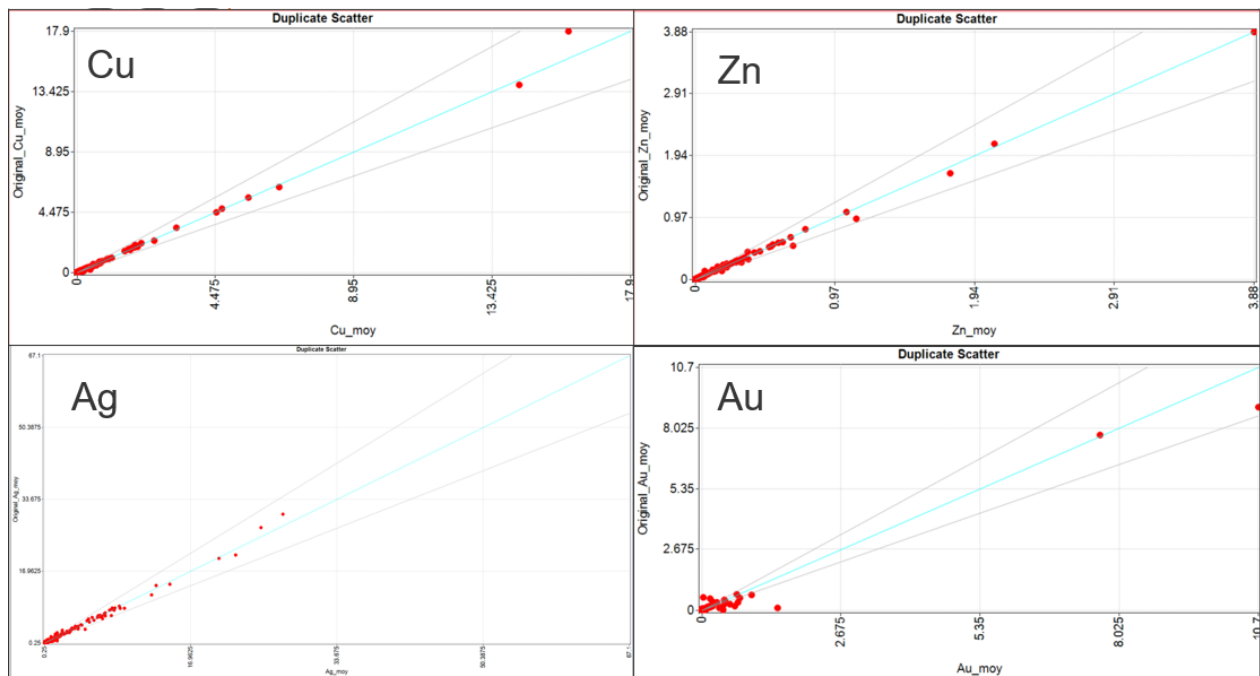 Duplicate Scatter
Cu
Original_Cu_moy
17.9
13.425
8.95
4.475
0
0
4.475
8.95
13.425
17.9
Cu_moy
Duplicate Scatter
Zn
Original_Zn_moy
3.88
2.91
1.94
0.97
0
0
0.97
1.94
2.91
3.88
Zn_moy
Duplicate Scatter
Ag
Original_Ag_moy
67.1
50.3875
33.675
16.9625
0.25
0.25
16.9625
33.675
50.3875
67.1
Ag_moy
Duplicate Scatter
Au
Original_Au_moy
10.7
8.025
5.35
2.675
0
0
2.675
5.35
8.025
10.7
Au_moy